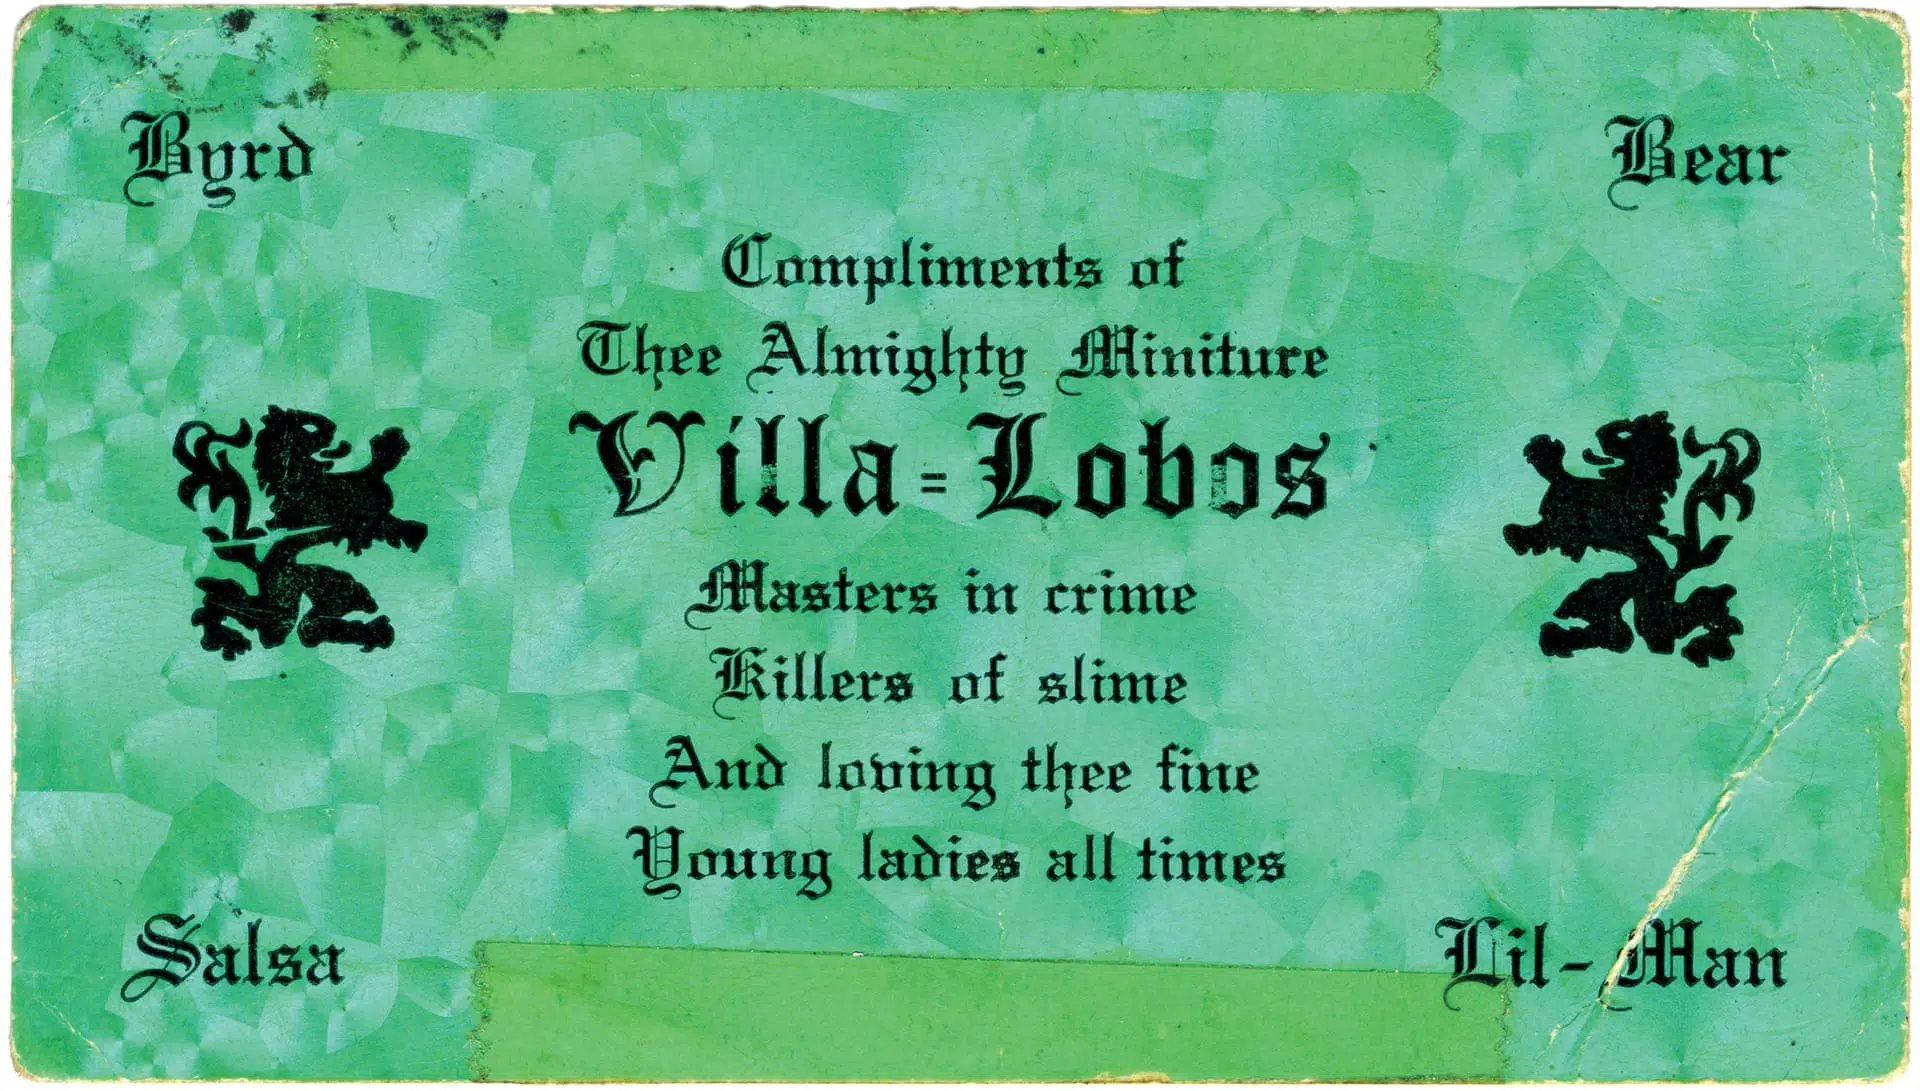 Byrd
Bear
Compliments of
Thee Almighty Miniture
Villa=Lobos
Masters in crime
Killers of slime
And loving thee fine
Young ladies all times
Salsa
Lil-Man